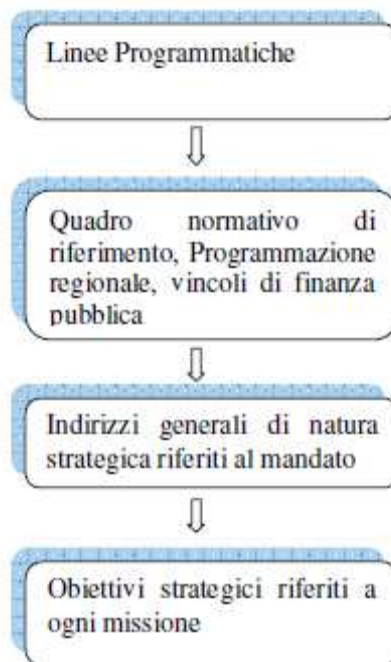 Linee Programmatiche
Quadro normativo di
riferimento, Programmazione
regionale, vincoli di finanza
pubblica
Indirizzi generali di natura
strategica riferiti al mandato
Obiettivi strategici riferiti a
ogni missione